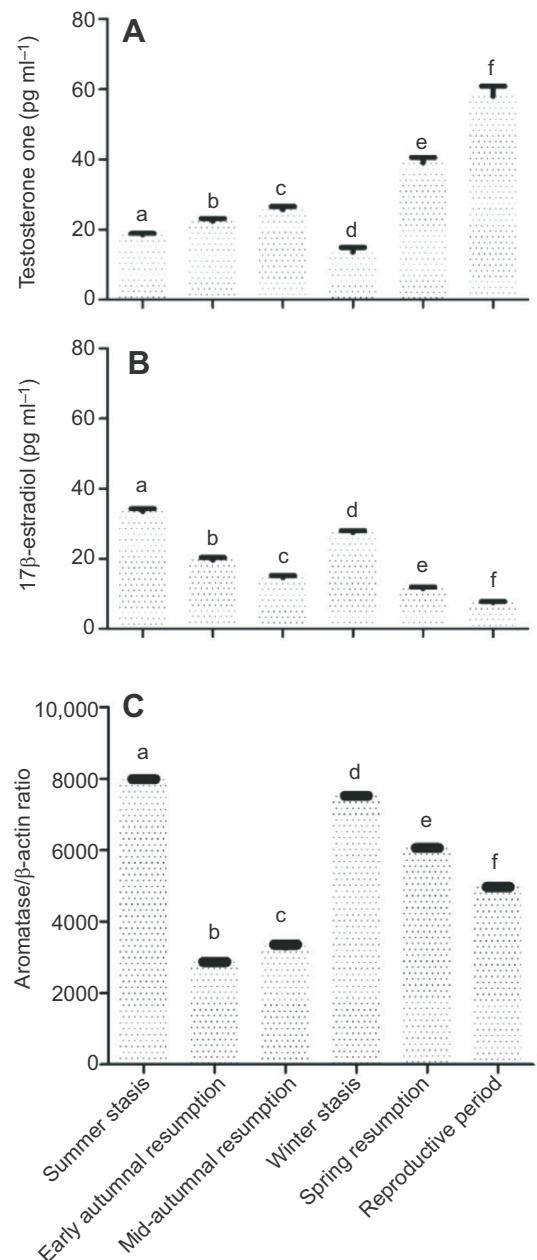 A
Testosterone one (pg ml⁻¹)
80
60
40
20
0
a
b
c
d
e
f
B
17β-estradiol (pg ml⁻¹)
80
60
40
20
0
a
b
c
d
e
f
C
Aromatase/β-actin ratio
10,000
8000
6000
4000
2000
0
a
b
c
d
e
f
Summer stasis
Early autumnal resumption
Mid-autumnal resumption
Winter stasis
Spring resumption
Reproductive period